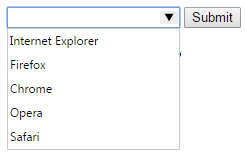 Submit
Internet Explorer
Firefox
Chrome
Opera
Safari